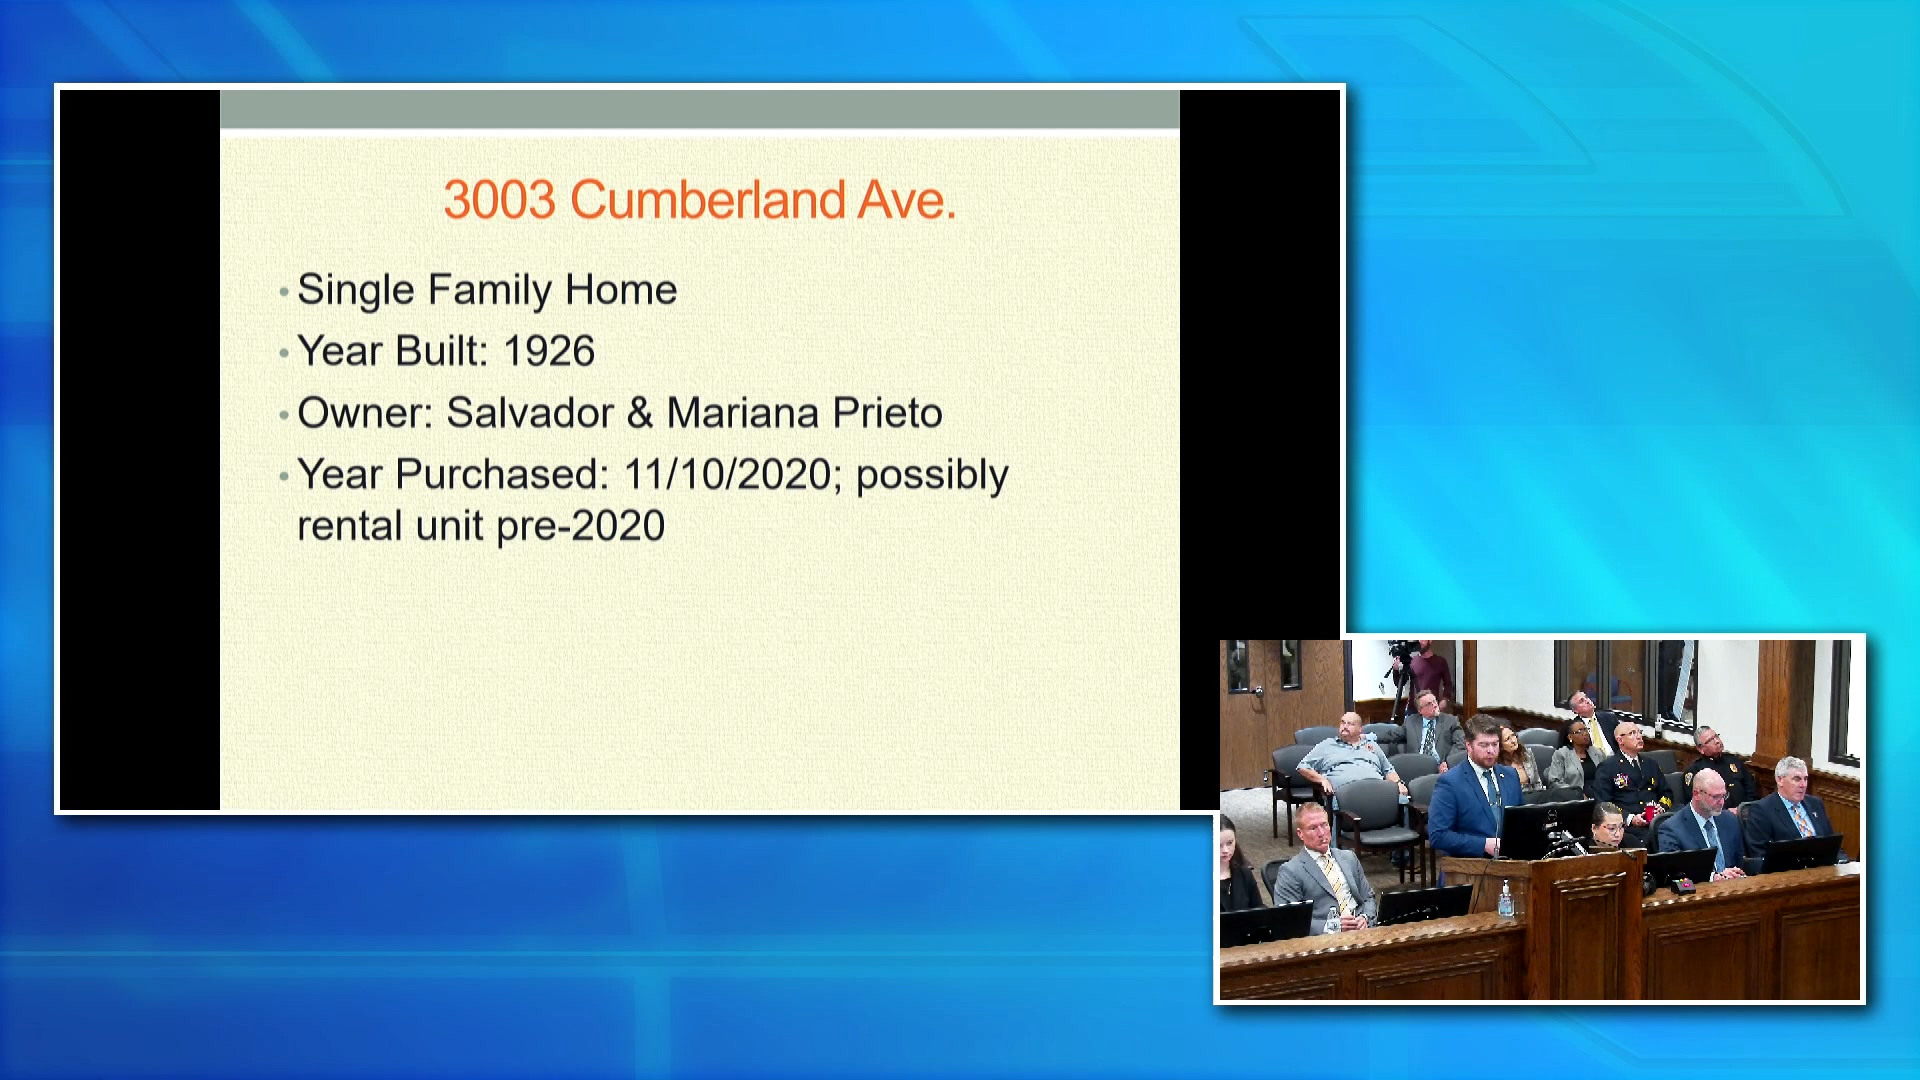 3003 Cumberland Ave.
• Single Family Home
• Year Built: 1926
• Owner: Salvador & Mariana Prieto
• Year Purchased: 11/10/2020; possibly
rental unit pre-2020